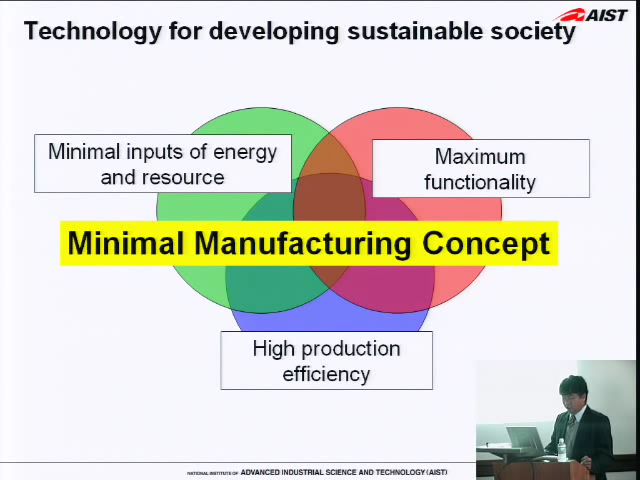 Technology for developing sustainable society
AIST
Minimal inputs of energy
and resource
Maximum
functionality
Minimal Manufacturing Concept
High production
efficiency
NATIONAL INSTITUTE OF ADVANCED INDUSTRIAL SCIENCE AND TECHNOLOGY (AIST)